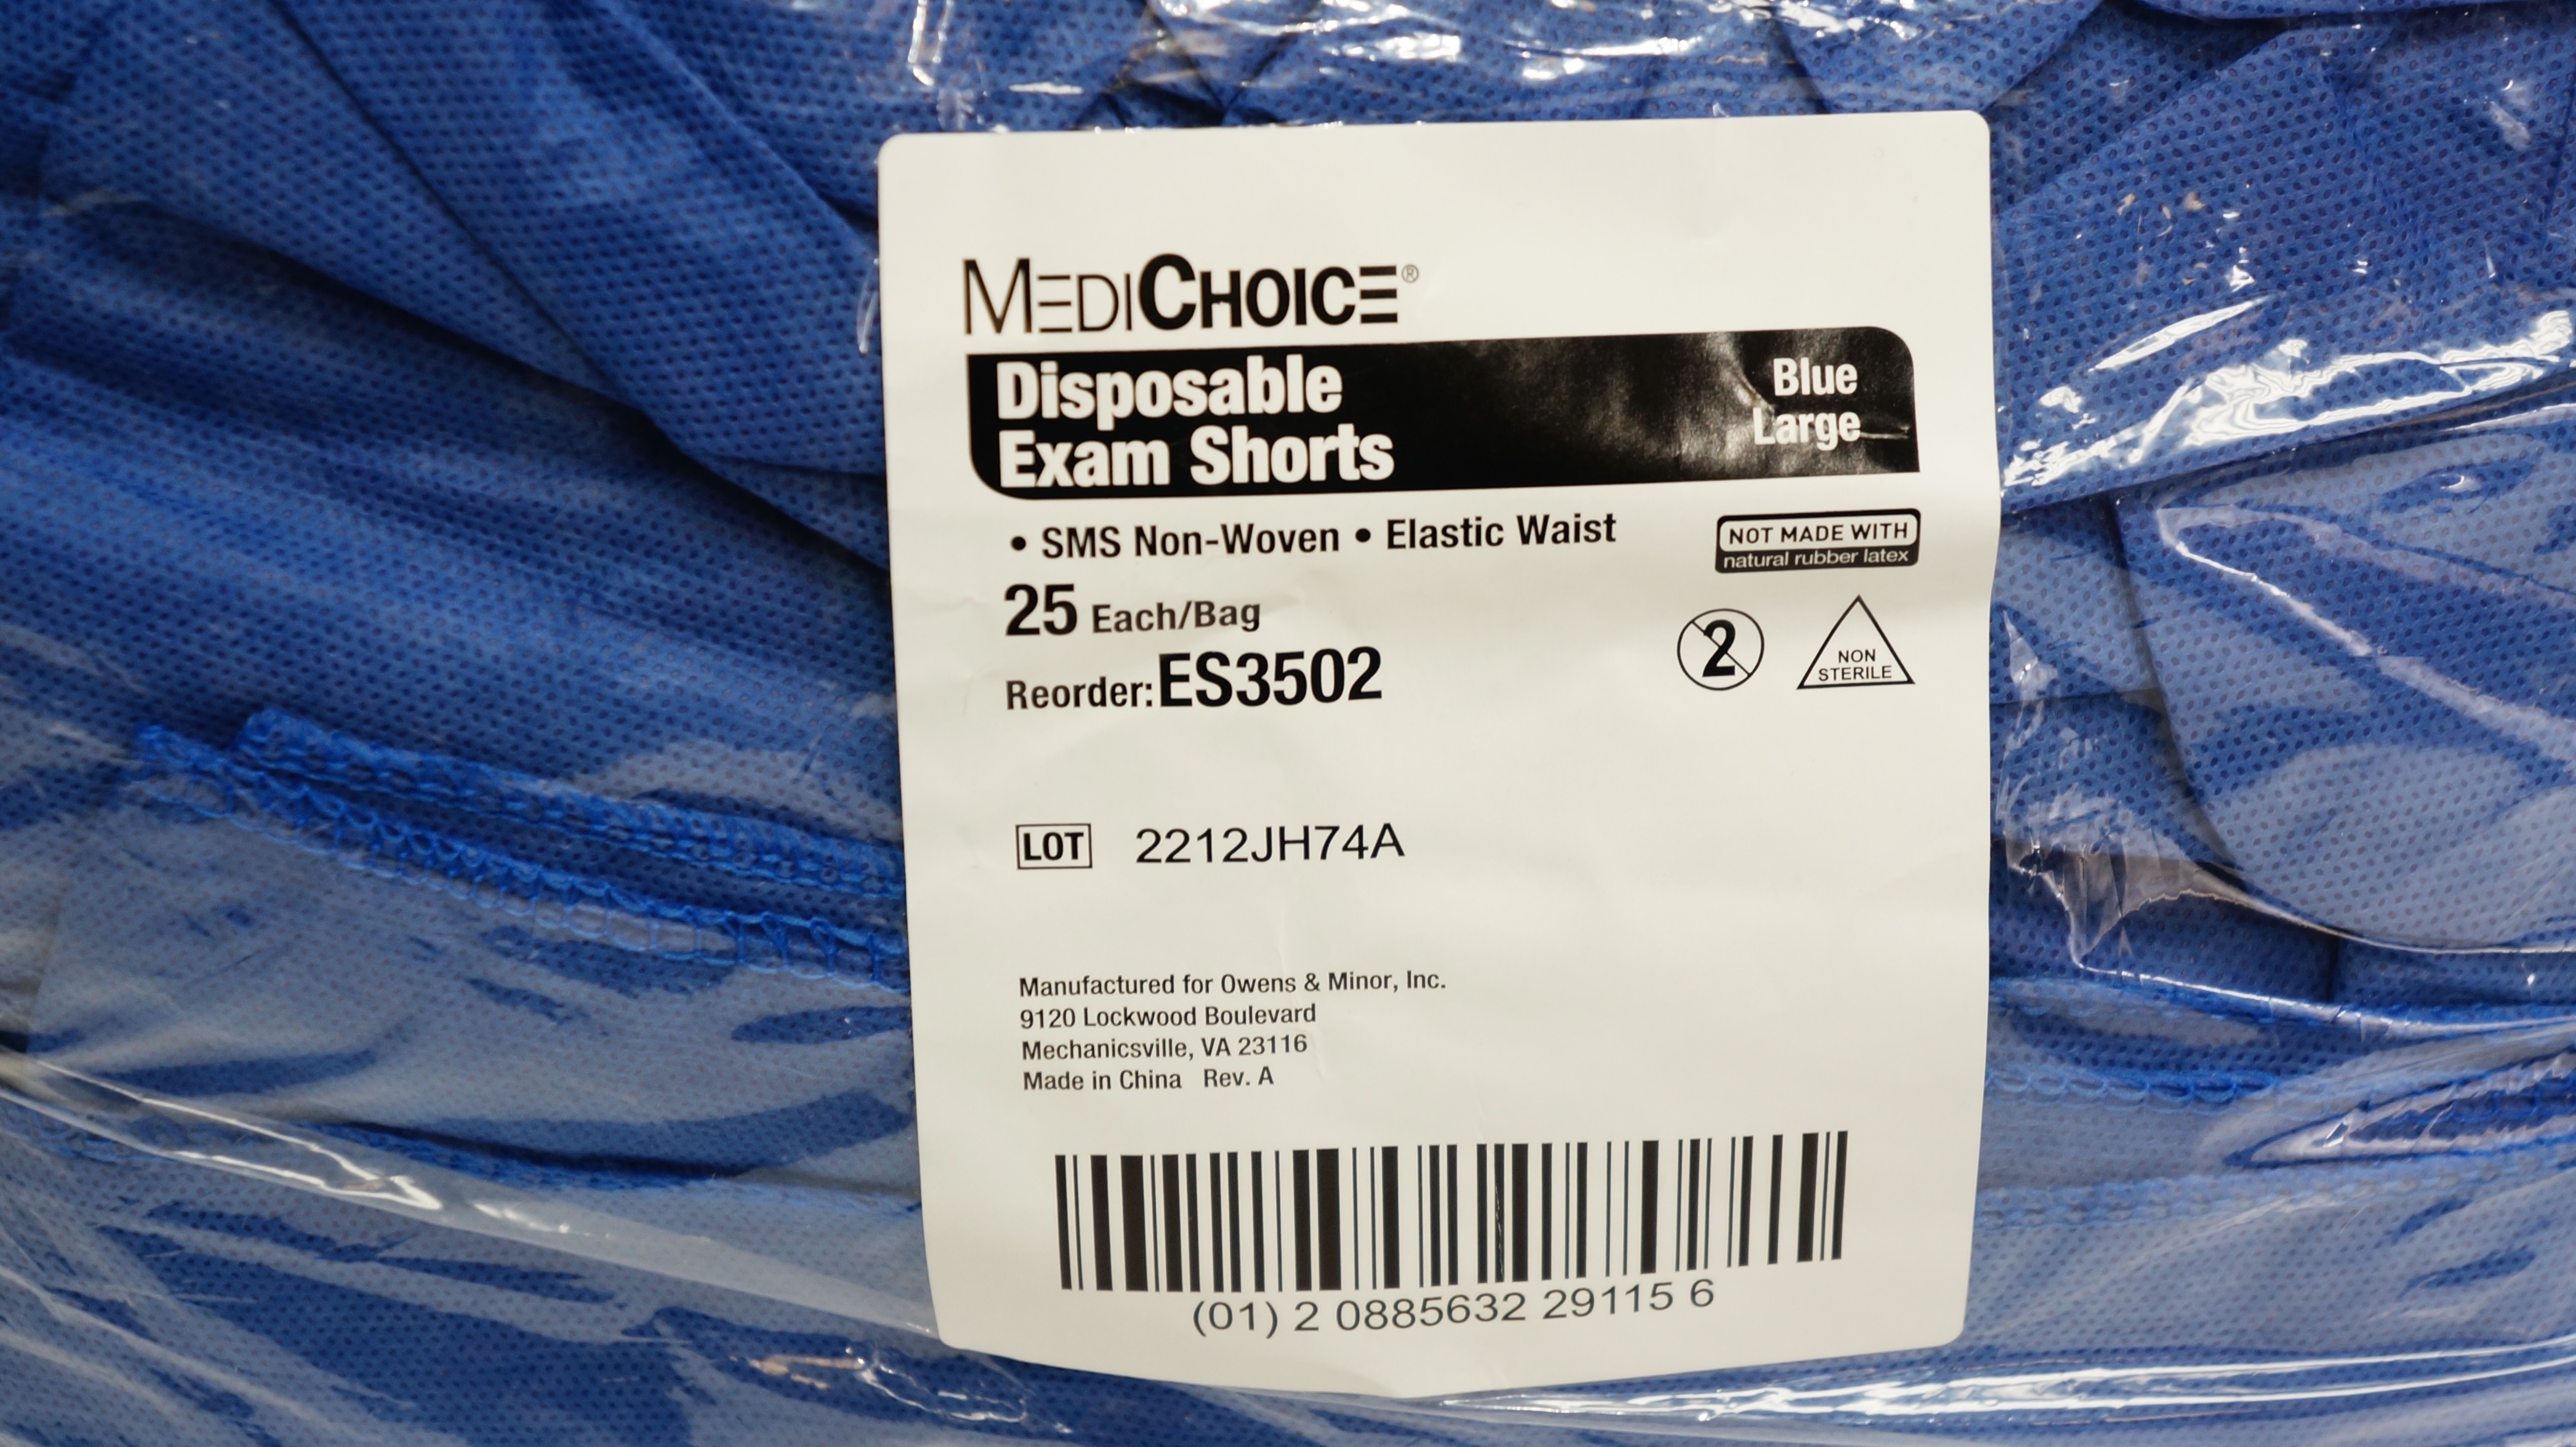 MEDICHOICE®
Disposable
Exam Shorts
Blue
Large
• SMS Non-Woven • Elastic Waist
NOT MADE WITH
natural rubber latex
25 Each/Bag
2
NON
STERILE
Reorder: ES3502
LOT 2212JH74A
Manufactured for Owens & Minor, Inc.
9120 Lockwood Boulevard
Mechanicsville, VA 23116
Made in China Rev. A
(01) 2 0885632 29115 6